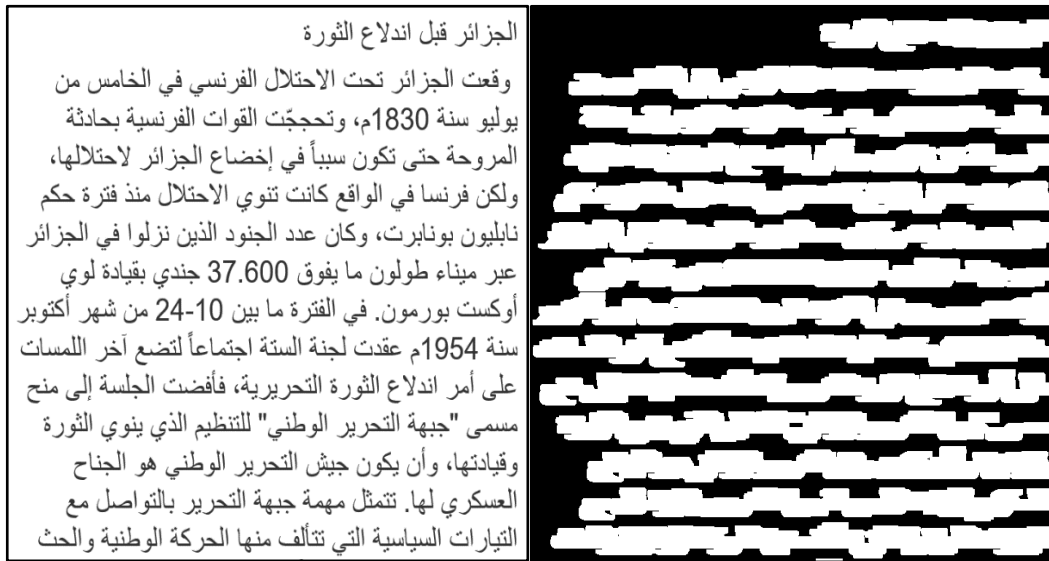 الجزائر قبل اندلاع الثورة
وقعت الجزائر تحت الاحتلال الفرنسي في الخامس من
يوليو سنة 1830م، وتحججّت القوات الفرنسية بحادثة
المروحة حتى تكون سبباً في إخضاع الجزائر لاحتلالها،
ولكن فرنسا في الواقع كانت تنوي الاحتلال منذ فترة حكم
نابليون بونابرت، وكان عدد الجنود الذين نزلوا في الجزائر
عبر ميناء طولون ما يفوق 37.600 جندي بقيادة لوي
أوكست بورمون. في الفترة ما بين 10-24 من شهر أكتوبر
سنة 1954م عقدت لجنة الستة اجتماعاً لتضع آخر اللمسات
على أمر اندلاع الثورة التحريرية، فأفضت الجلسة إلى منح
مسمى "جبهة التحرير الوطني" للتنظيم الذي ينوي الثورة
وقيادتها، وأن يكون جيش التحرير الوطني هو الجناح
العسكري لها. تتمثل مهمة جبهة التحرير بالتواصل مع
التيارات السياسية التي تتألف منها الحركة الوطنية والحث